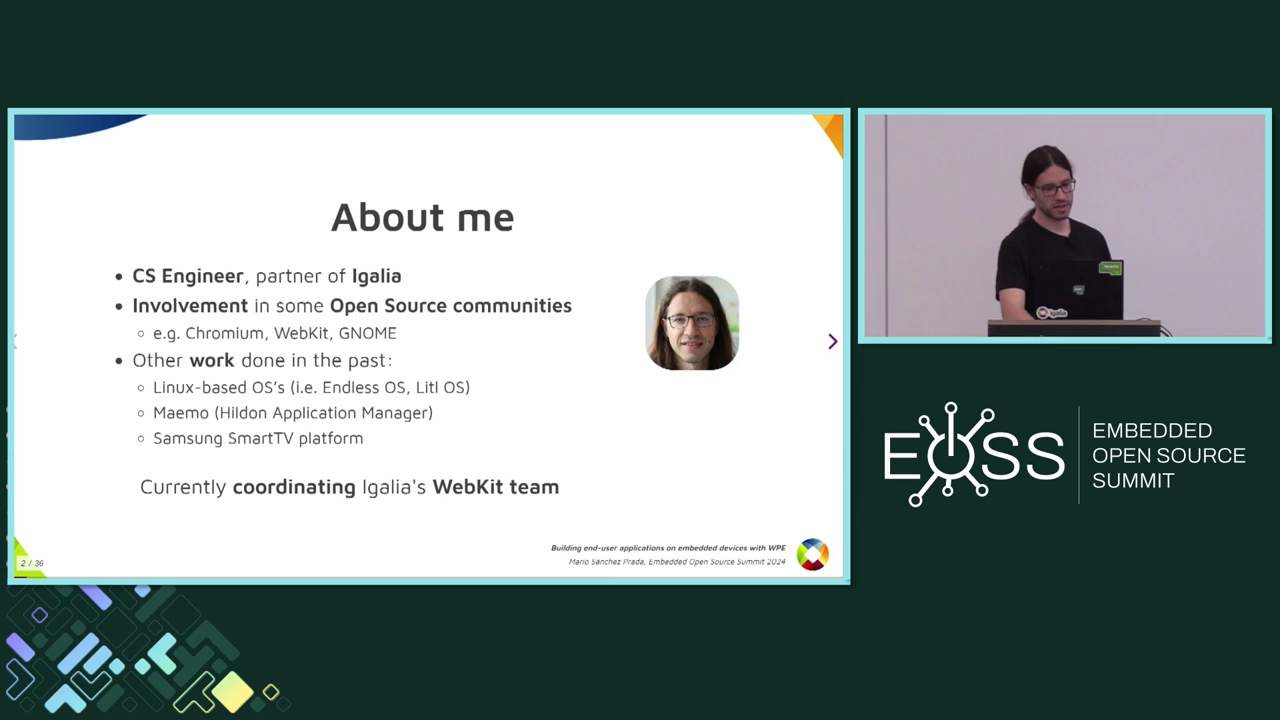 About me
• CS Engineer, partner of Igalia
• Involvement in some Open Source communities
◦ e.g. Chromium, WebKit, GNOME
• Other work done in the past:
◦ Linux-based OS's (i.e. Endless OS, Litl OS)
◦ Maemo (Hildon Application Manager)
◦ Samsung SmartTV platform
Currently coordinating Igalia's WebKit team
Building end-user applications on embedded devices with WPE
Mario Sánchez Prada, Embedded Open Source Summit 2024
2 / 36
igalia
EOSS
EMBEDDED
OPEN SOURCE
SUMMIT